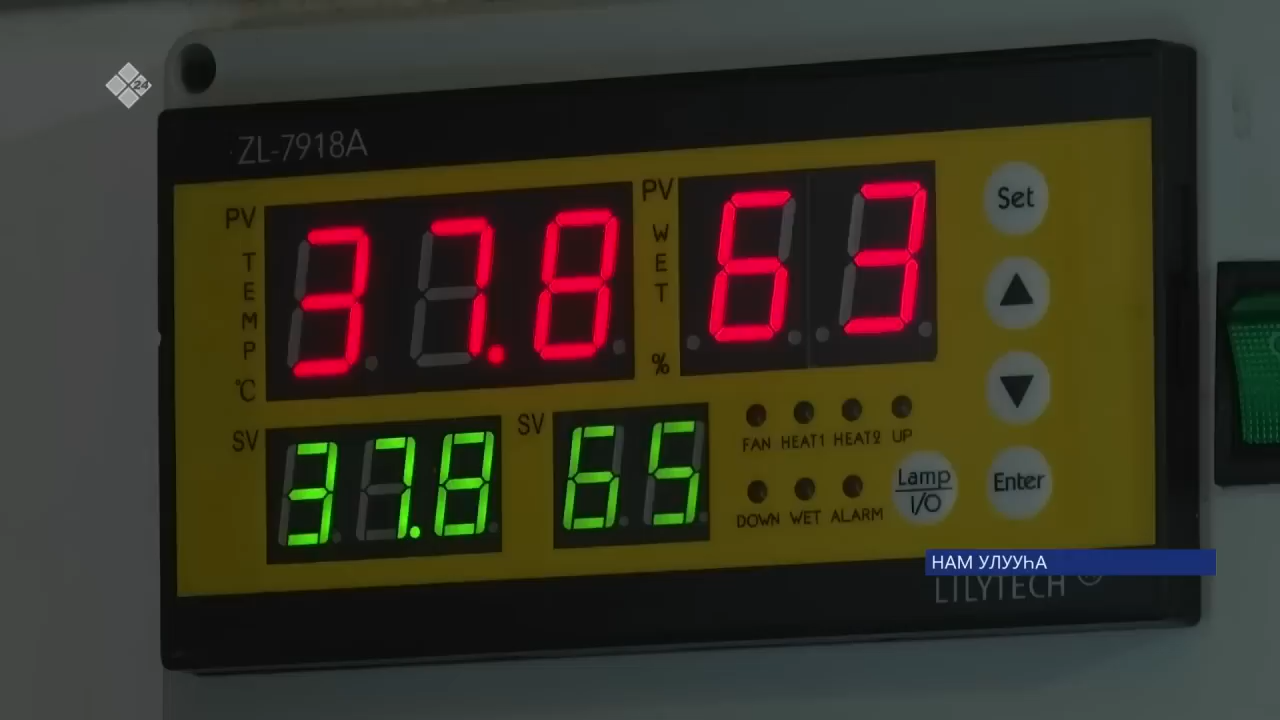 24
ZL-7918A
PV
TEMP
℃
37.8
PV
WET
%
63
Set
SV
37.8
SV
65
FAN HEAT1 HEAT2 UP
DOWN WET ALARM
Lamp
I/O
Enter
НАМ УЛУУҺА
LILYTECH